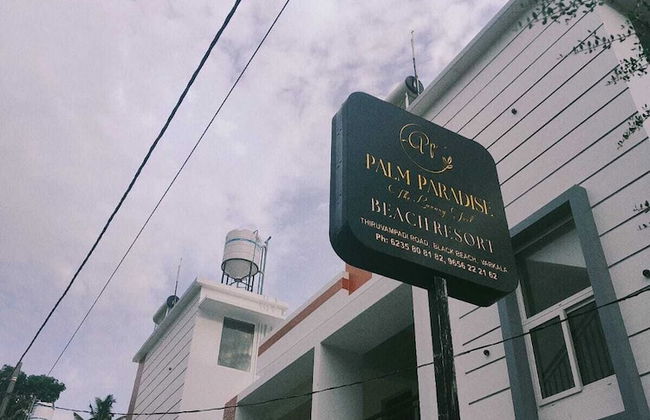 Pp
PALM PARADISE
The Luxury Feel
BEACH RESORT
THIRUVAMPADI ROAD, BLACK BEACH, VARKALA
Ph: 6235 80 81 82, 9656 22 21 62